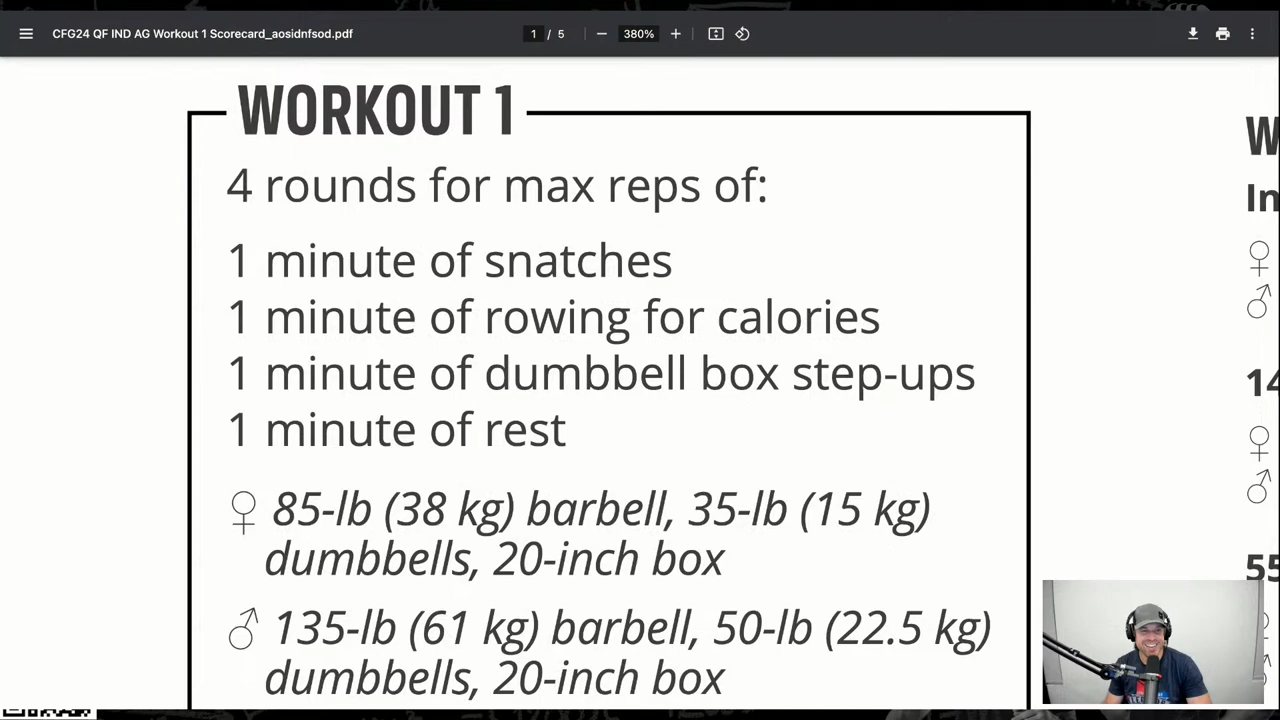 CFG24 QF IND AG Workout 1 Scorecard_aosidnfsod.pdf
1 / 5
380%
WORKOUT 1
4 rounds for max reps of:
1 minute of snatches
1 minute of rowing for calories
1 minute of dumbbell box step-ups
1 minute of rest
♀ 85-lb (38 kg) barbell, 35-lb (15 kg)
dumbbells, 20-inch box
♂ 135-lb (61 kg) barbell, 50-lb (22.5 kg)
dumbbells, 20-inch box
W
In
♀
♂
14
♀
♂
55